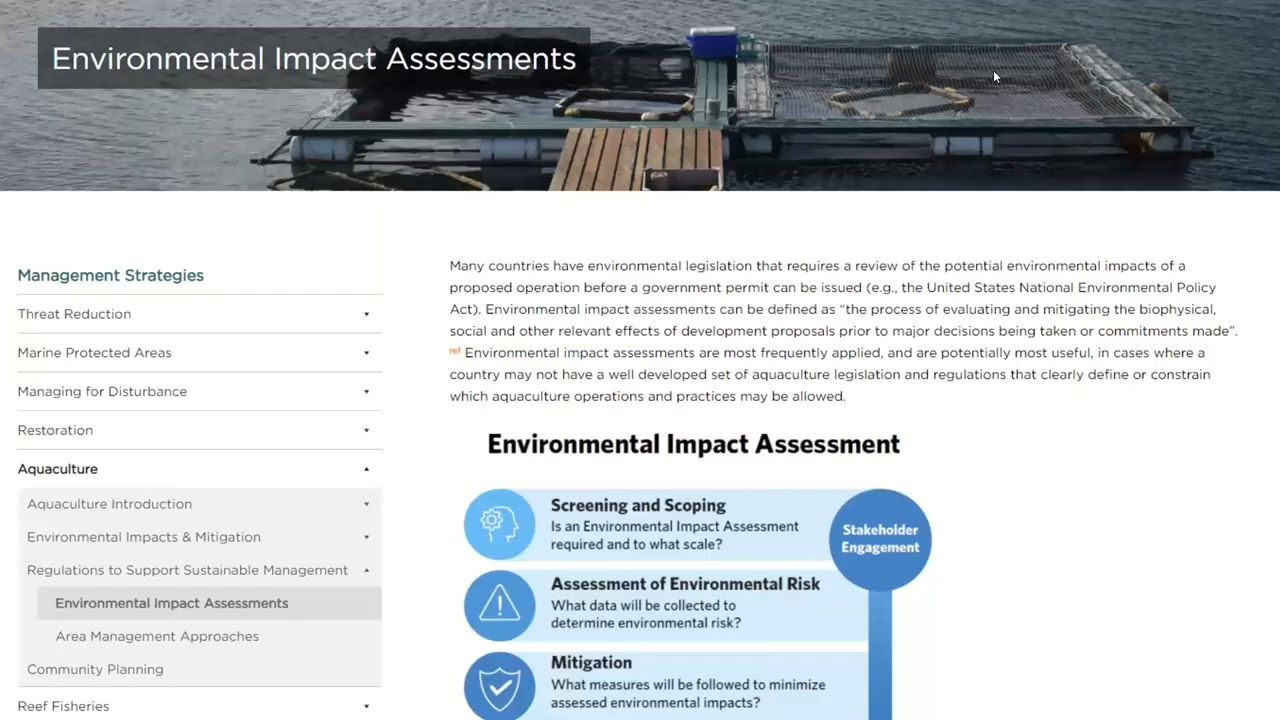 Environmental Impact Assessments
Management Strategies
Threat Reduction
Marine Protected Areas
Managing for Disturbance
Restoration
Aquaculture
Aquaculture Introduction
Environmental Impacts & Mitigation
Regulations to Support Sustainable Management
Environmental Impact Assessments
Area Management Approaches
Community Planning
Reef Fisheries
Many countries have environmental legislation that requires a review of the potential environmental impacts of a
proposed operation before a government permit can be issued (e.g., the United States National Environmental Policy
Act). Environmental impact assessments can be defined as “the process of evaluating and mitigating the biophysical,
social and other relevant effects of development proposals prior to major decisions being taken or commitments made”.
ref Environmental impact assessments are most frequently applied, and are potentially most useful, in cases where a
country may not have a well developed set of aquaculture legislation and regulations that clearly define or constrain
which aquaculture operations and practices may be allowed.
Environmental Impact Assessment
Screening and Scoping
Is an Environmental Impact Assessment
required and to what scale?
Stakeholder
Engagement
Assessment of Environmental Risk
What data will be collected to
determine environmental risk?
Mitigation
What measures will be followed to minimize
assessed environmental impacts?